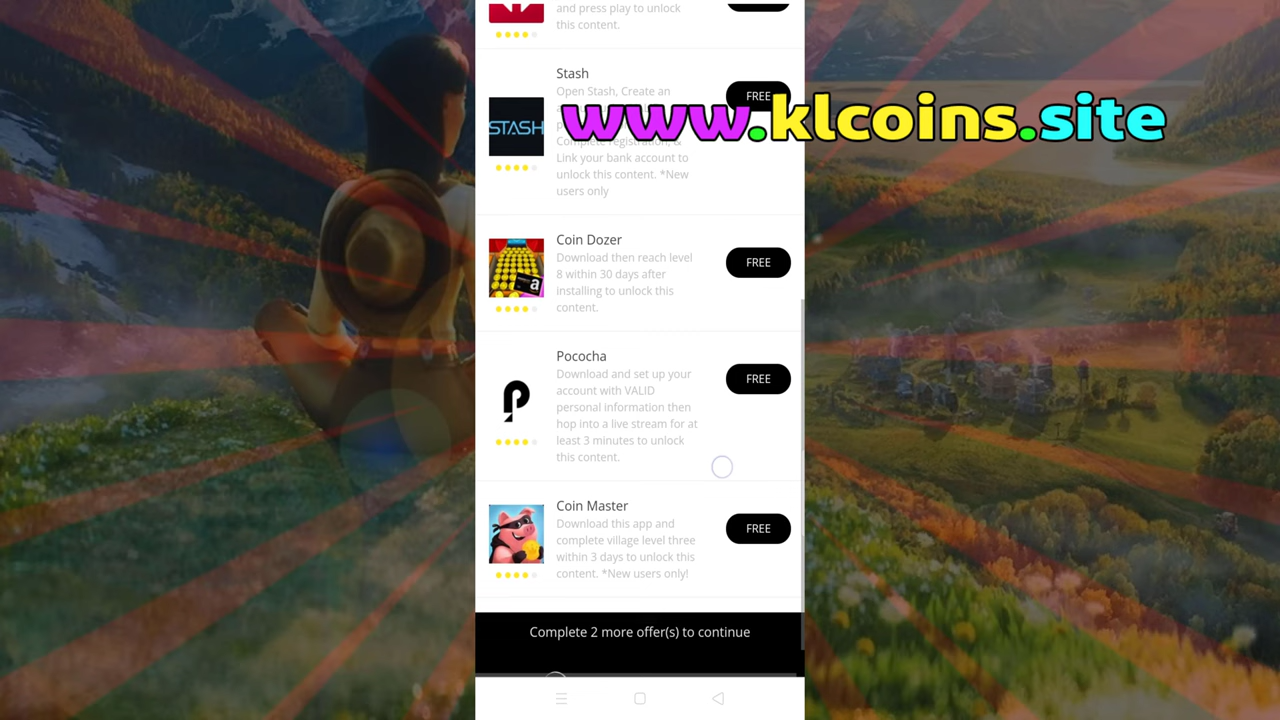 and press play to unlock
this content.
Stash
FREE
Open Stash, Create an
www.klcoins.site
Link your bank account to
unlock this content. *New
users only
STASH
Coin Dozer
Download then reach level
8 within 30 days after
installing to unlock this
content.
FREE
a
Pococha
Download and set up your
account with VALID
personal information then
hop into a live stream for at
least 3 minutes to unlock
this content.
FREE
Coin Master
Download this app and
complete village level three
within 3 days to unlock this
content. *New users only!
FREE
Complete 2 more offer(s) to continue